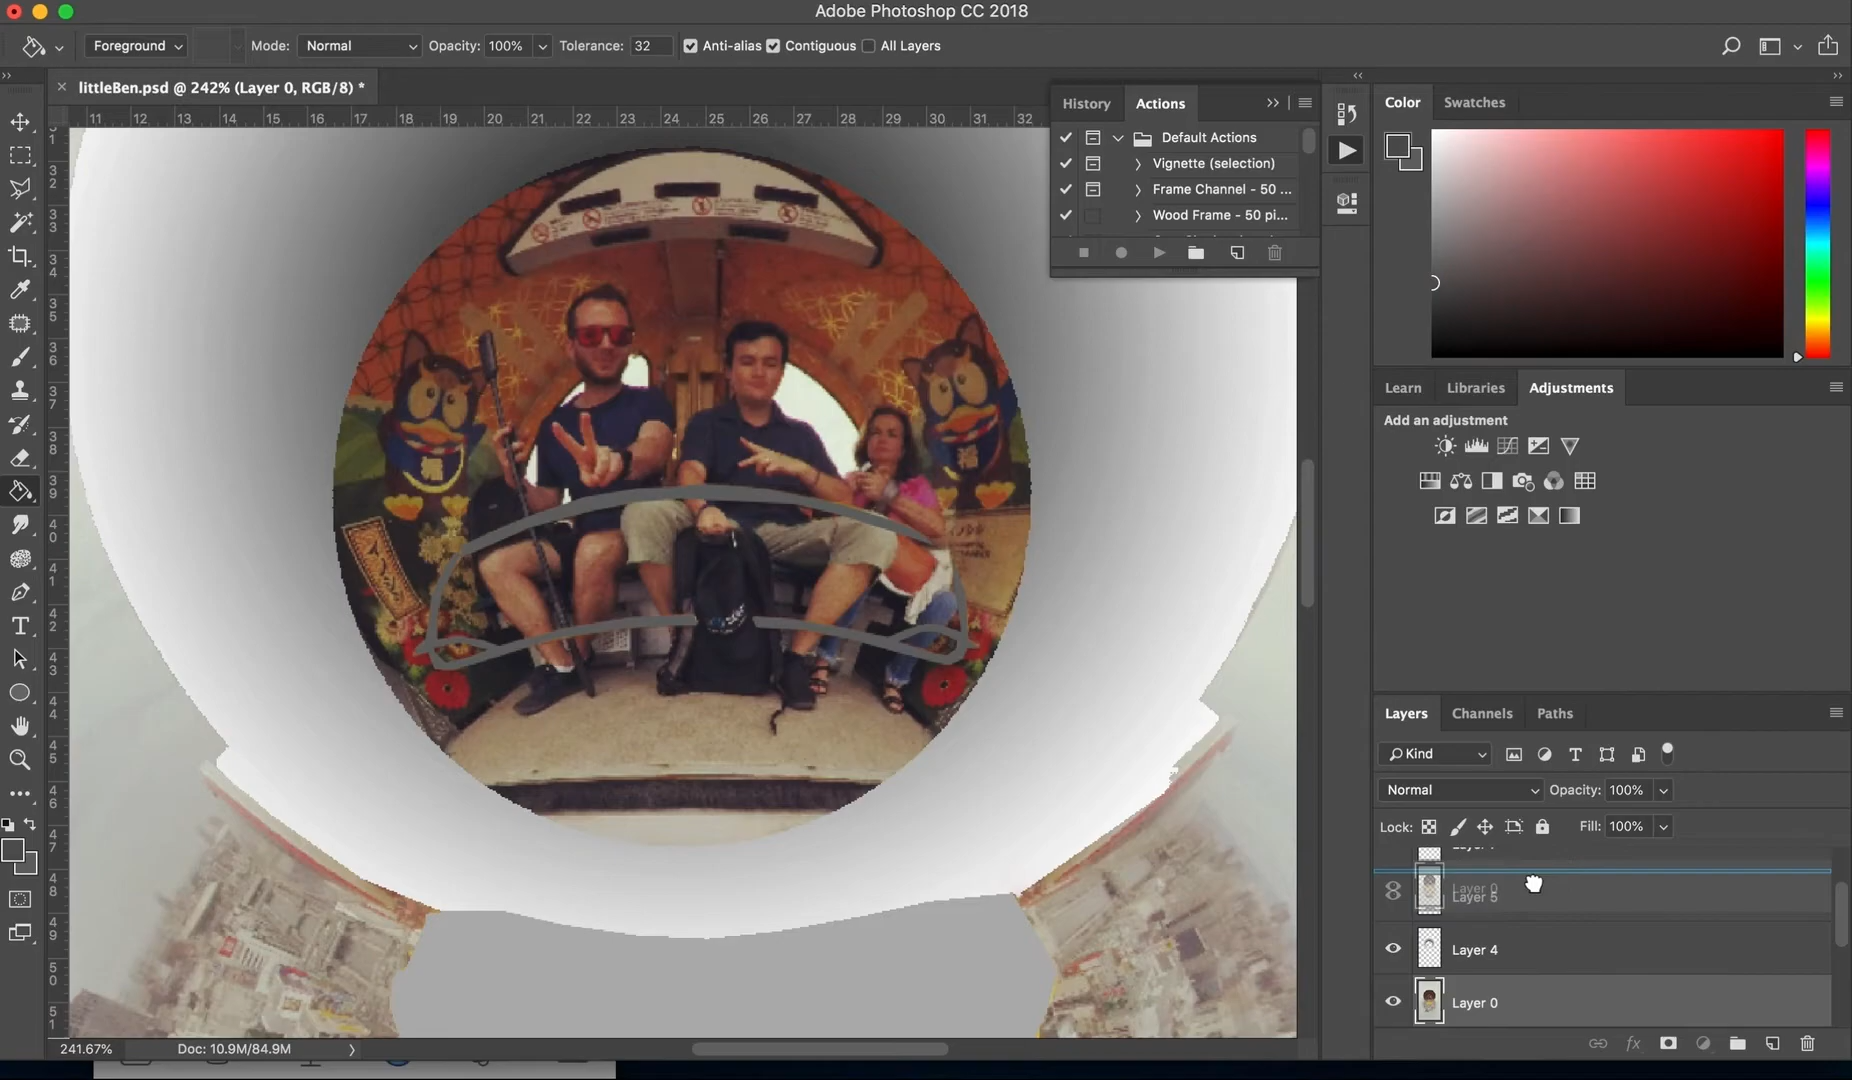 Adobe Photoshop CC 2018
Foreground Mode: Normal Opacity: 100% Tolerance: 32 Anti-alias Contiguous All Layers
littleBen.psd @ 242% (Layer 0, RGB/8) *
11 12 13 14 15 16 17 18 19 20 21 22 23 24 25 26 27 28 29 30 31 32
History Actions
Default Actions
Vignette (selection)
Frame Channel - 50 ...
Wood Frame - 50 pi...
Color Swatches
Learn Libraries Adjustments
Add an adjustment
福
福
Layers Channels Paths
Kind
Normal Opacity: 100%
Lock: Fill: 100%
Layer 0
Layer 5
Layer 4
Layer 0
241.67% Doc: 10.9M/84.9M